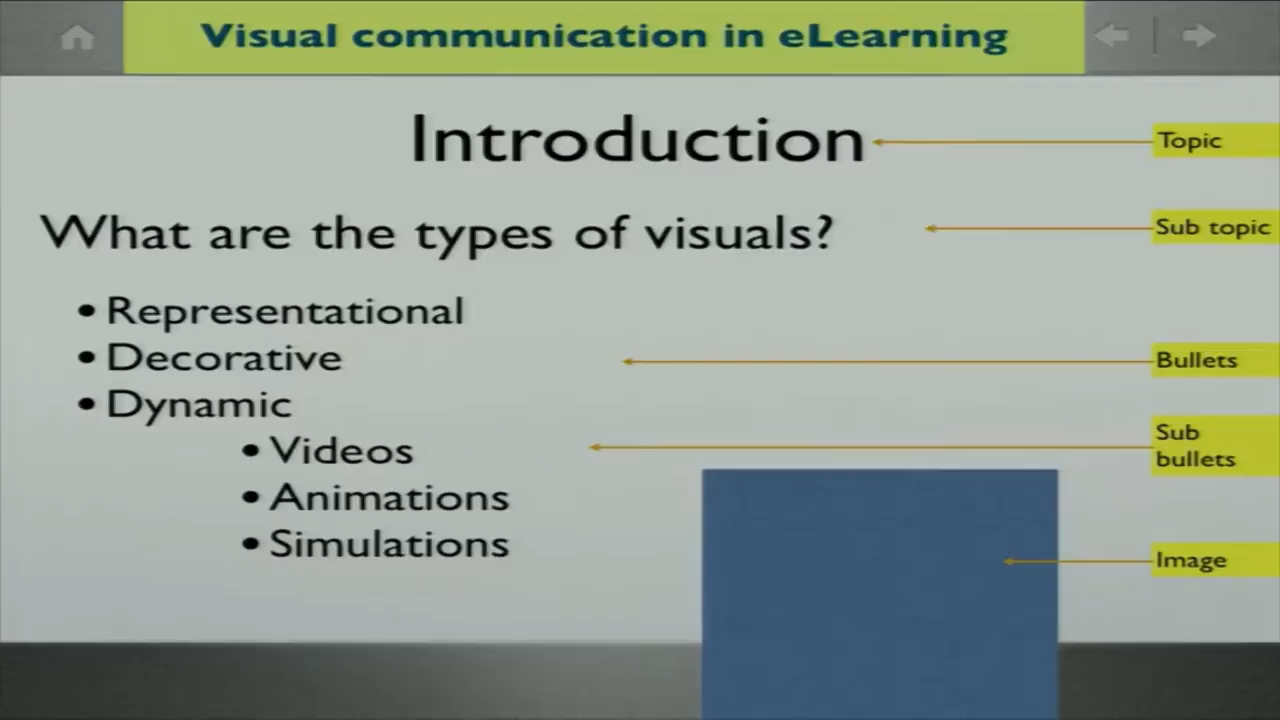 Visual communication in eLearning
Introduction
Topic
What are the types of visuals?
Sub topic
• Representational
• Decorative
Bullets
• Dynamic
Sub
bullets
• Videos
• Animations
• Simulations
Image